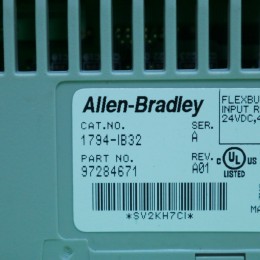 Allen-Bradley
CAT.NO. SER.
1794-IB32 A
PART NO. REV.
97284671 A01
*SV2KH7CI*
FLEXBU
INPUT R
24VDC,4
c UL US
LISTED
MA